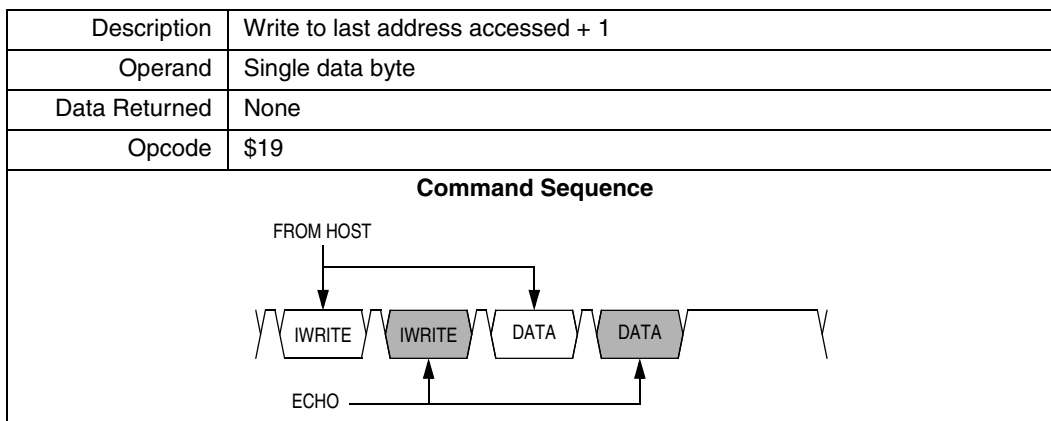 Description Write to last address accessed + 1
Operand Single data byte
Data Returned None
Opcode $19
Command Sequence
FROM HOST
IWRITE IWRITE DATA DATA
ECHO